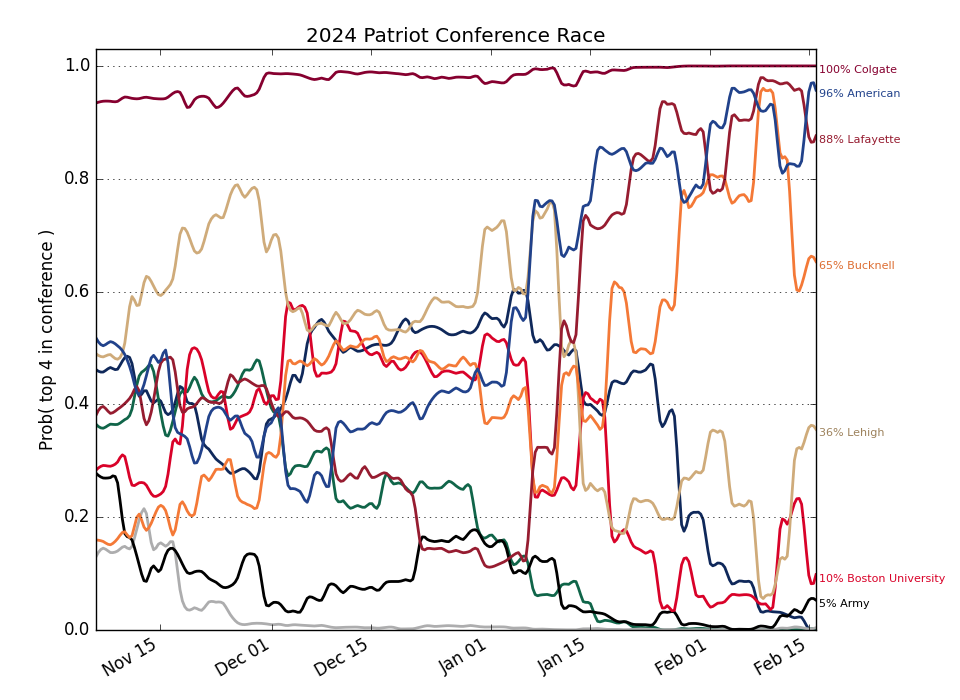 2024 Patriot Conference Race
Prob( top 4 in conference )
1.0
0.8
0.6
0.4
0.2
0.0
100% Colgate
96% American
88% Lafayette
65% Bucknell
36% Lehigh
10% Boston University
5% Army
Nov 15
Dec 01
Dec 15
Jan 01
Jan 15
Feb 01
Feb 15